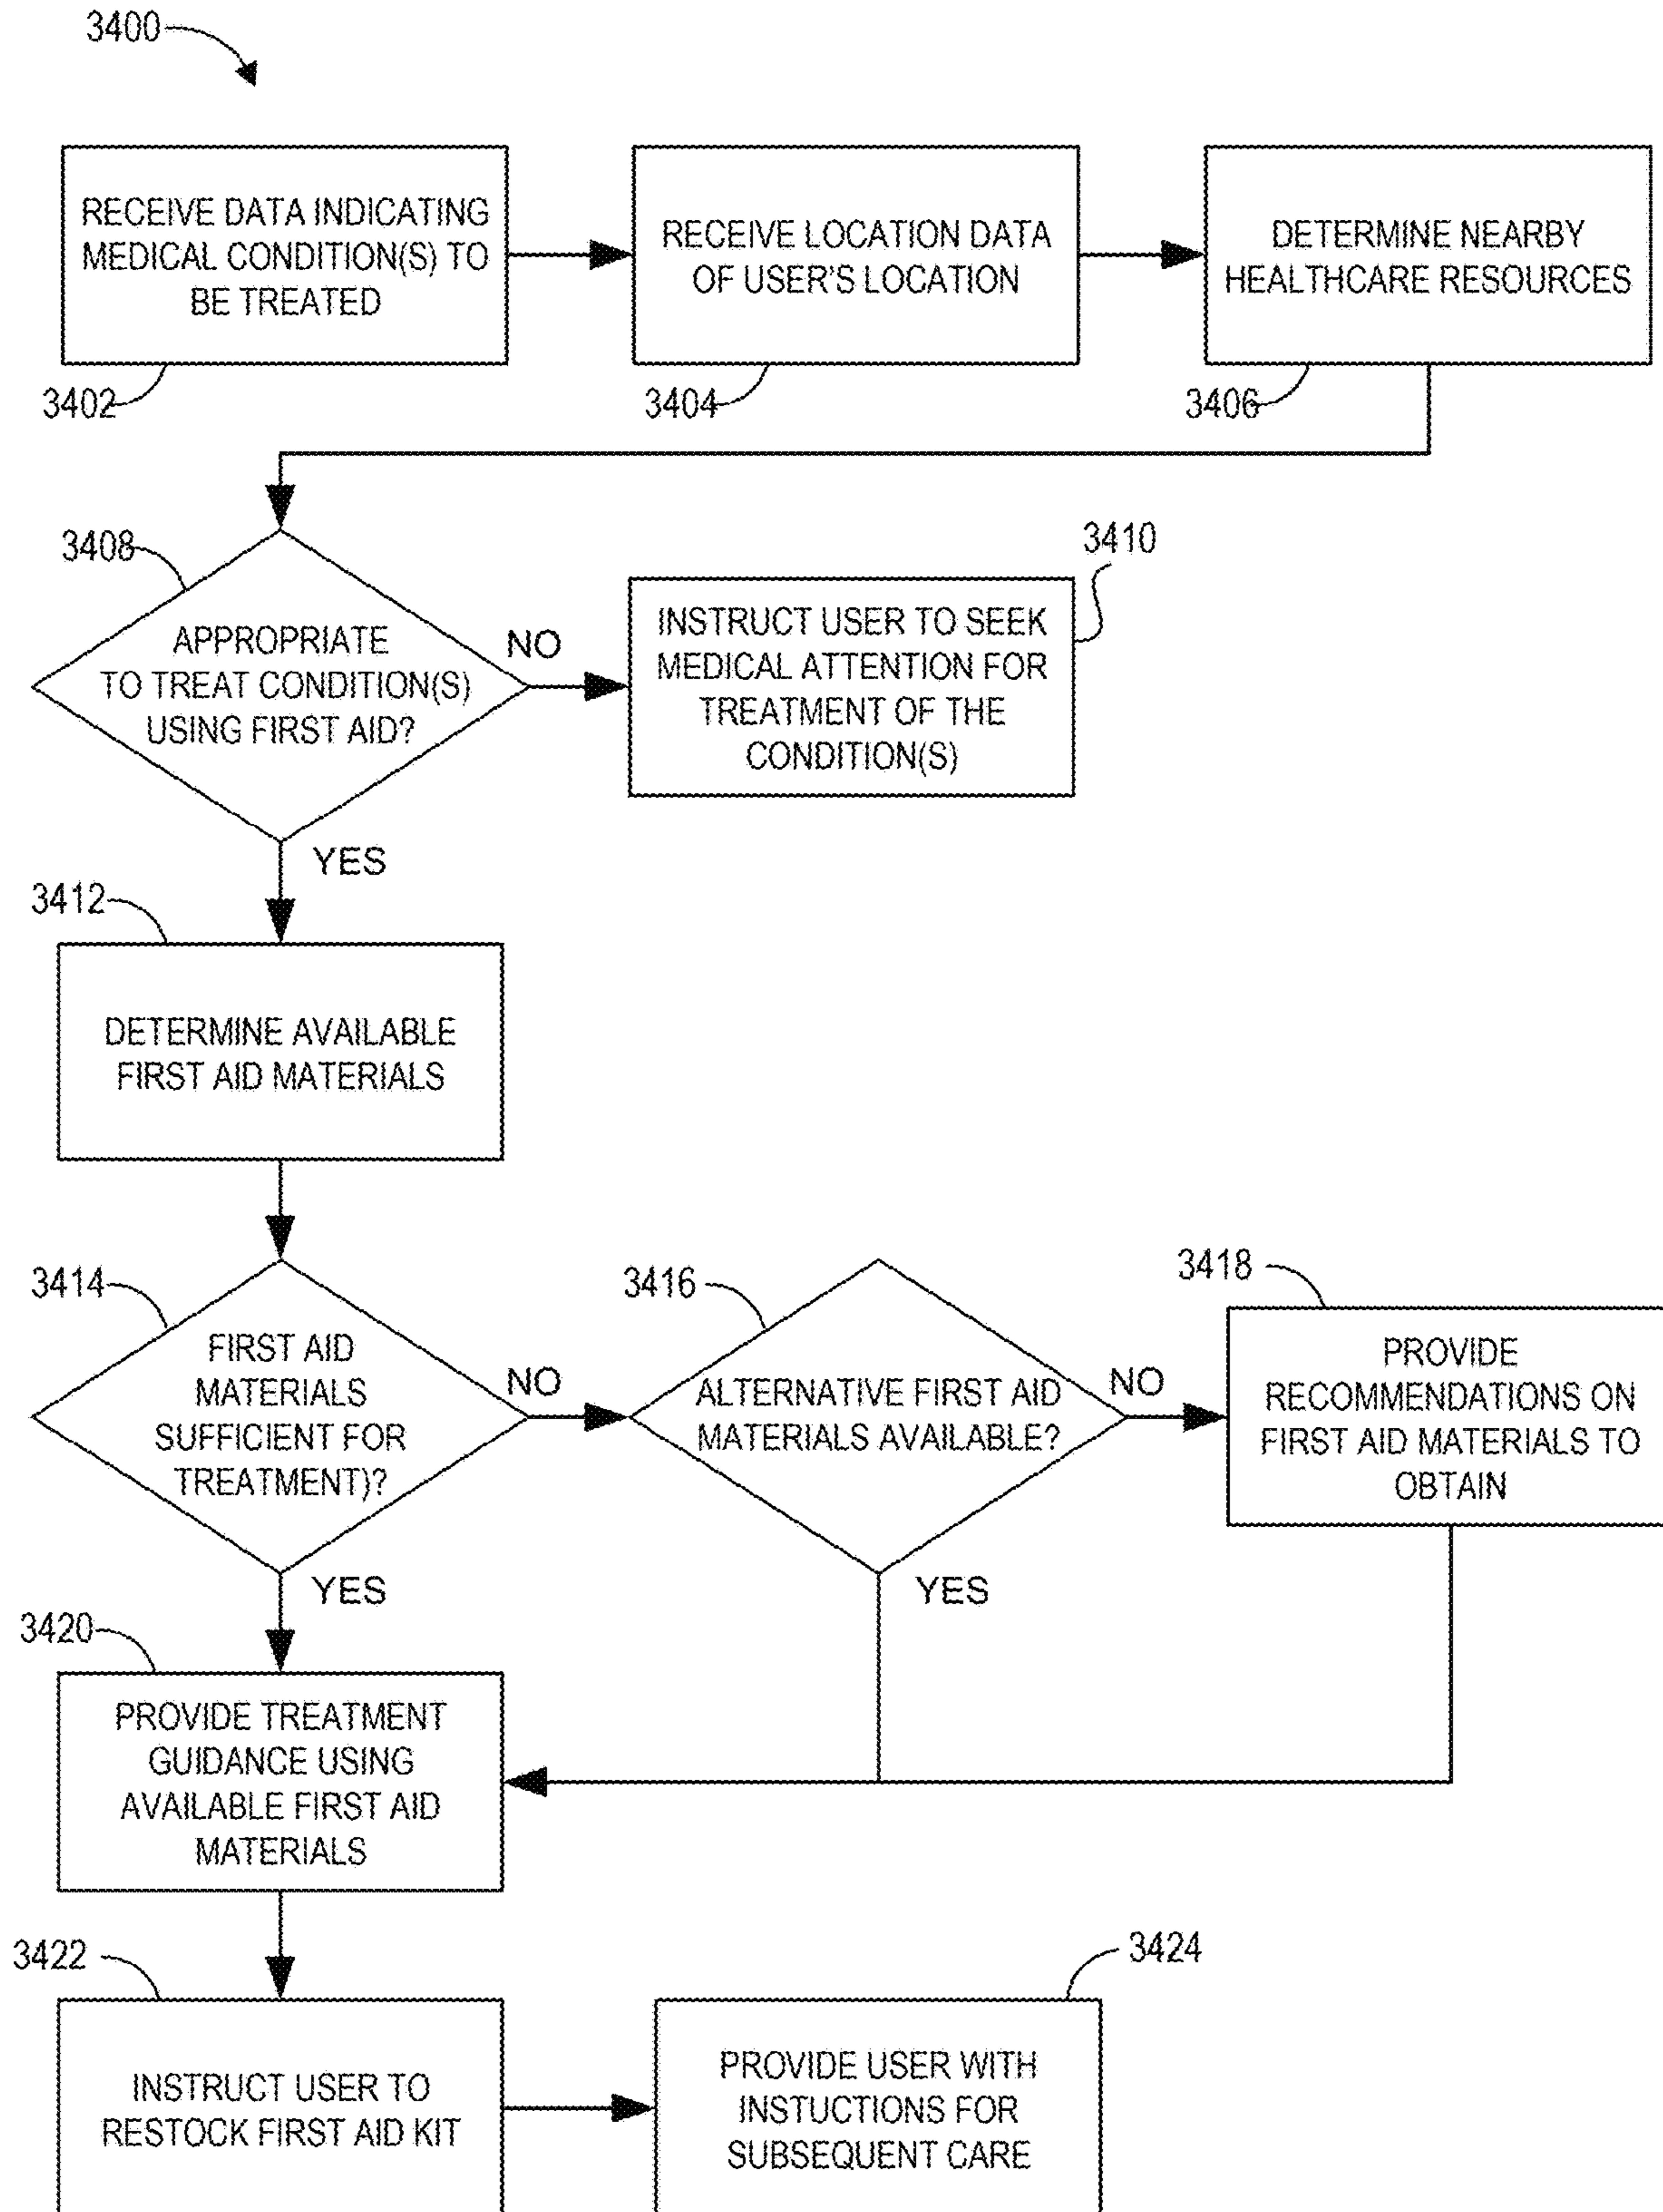 3400
RECEIVE DATA INDICATING
MEDICAL CONDITION(S) TO
BE TREATED
3402
RECEIVE LOCATION DATA
OF USER'S LOCATION
3404
DETERMINE NEARBY
HEALTHCARE RESOURCES
3406
3408
APPROPRIATE
TO TREAT CONDITION(S)
USING FIRST AID?
NO
3410
INSTRUCT USER TO SEEK
MEDICAL ATTENTION FOR
TREATMENT OF THE
CONDITION(S)
YES
3412
DETERMINE AVAILABLE
FIRST AID MATERIALS
3414
FIRST AID
MATERIALS
SUFFICIENT FOR
TREATMENT)?
NO
3416
ALTERNATIVE FIRST AID
MATERIALS AVAILABLE?
NO
3418
PROVIDE
RECOMMENDATIONS ON
FIRST AID MATERIALS TO
OBTAIN
YES
YES
3420
PROVIDE TREATMENT
GUIDANCE USING
AVAILABLE FIRST AID
MATERIALS
3422
INSTRUCT USER TO
RESTOCK FIRST AID KIT
3424
PROVIDE USER WITH
INSTUCTIONS FOR
SUBSEQUENT CARE